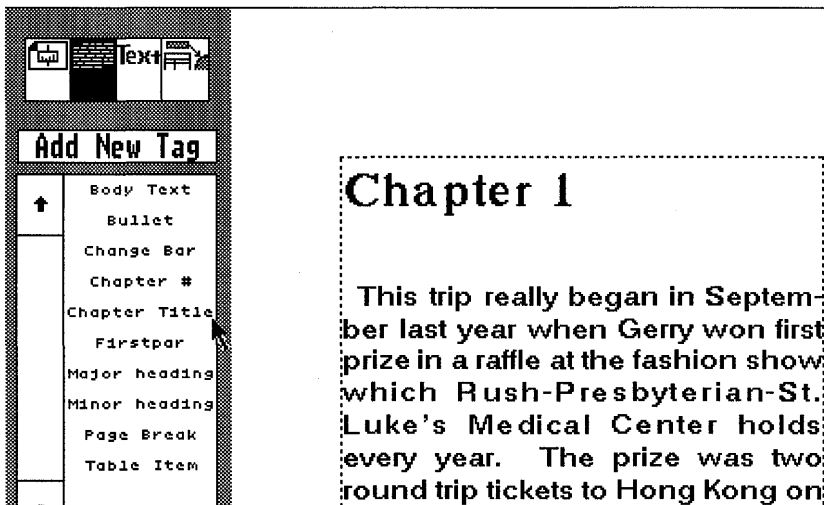 Text
Add New Tag
Body Text
Bullet
Change Bar
Chapter #
Chapter Title
Firstpar
Major heading
Minor heading
Page Break
Table Item
Chapter 1
This trip really began in Septem-
ber last year when Gerry won first
prize in a raffle at the fashion show
which Rush-Presbyterian-St.
Luke's Medical Center holds
every year. The prize was two
round trip tickets to Hong Kong on